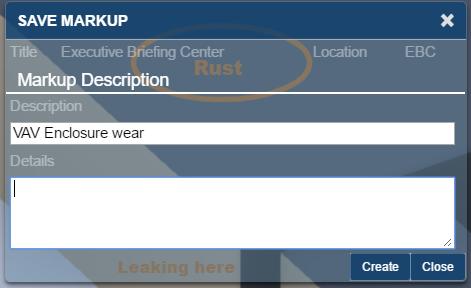 SAVE MARKUP ×
Title Executive Briefing Center Location EBC
Rust
Markup Description
Description
VAV Enclosure wear
Details
Leaking here
Create Close